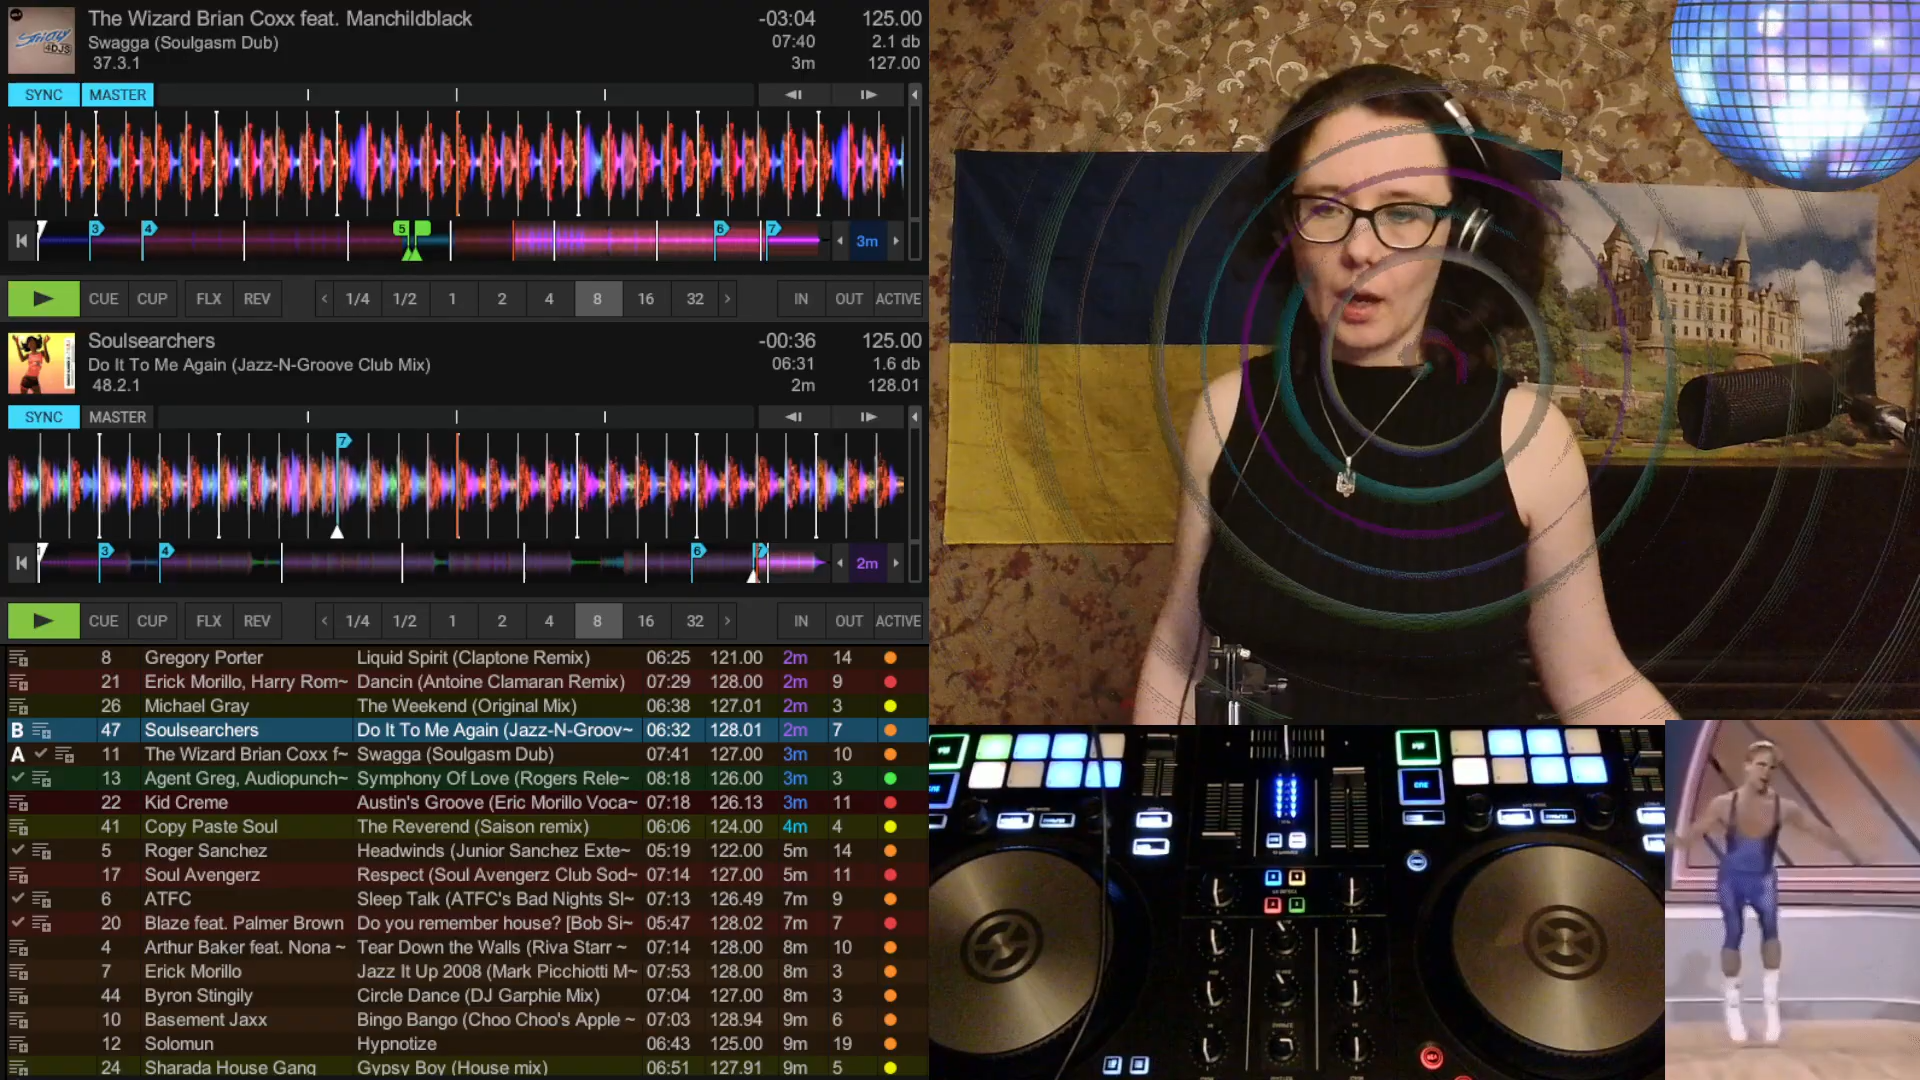 The Wizard Brian Coxx feat. Manchildblack -03:04 125.00
Swagga (Soulgasm Dub) 07:40 2.1 db
37.3.1 3m 127.00
SYNC MASTER
3 4 5 6 7 3m
CUE CUP FLX REV 1/4 1/2 1 2 4 8 16 32 IN OUT ACTIVE
Soulsearchers -00:36 125.00
Do It To Me Again (Jazz-N-Groove Club Mix) 06:31 1.6 db
48.2.1 2m 128.01
SYNC MASTER
7
1 3 4 6 7 2m
CUE CUP FLX REV 1/4 1/2 1 2 4 8 16 32 IN OUT ACTIVE
8 Gregory Porter Liquid Spirit (Claptone Remix) 06:25 121.00 2m 14
21 Erick Morillo, Harry Rom~ Dancin (Antoine Clamaran Remix) 07:29 128.00 2m 9
26 Michael Gray The Weekend (Original Mix) 06:38 127.01 2m 3
B 47 Soulsearchers Do It To Me Again (Jazz-N-Groov~ 06:32 128.01 2m 7
A 11 The Wizard Brian Coxx f~ Swagga (Soulgasm Dub) 07:41 127.00 3m 10
13 Agent Greg, Audiopunch~ Symphony Of Love (Rogers Rele~ 08:18 126.00 3m 3
22 Kid Creme Austin's Groove (Eric Morillo Voca~ 07:18 126.13 3m 11
41 Copy Paste Soul The Reverend (Saison remix) 06:06 124.00 4m 4
5 Roger Sanchez Headwinds (Junior Sanchez Exte~ 05:19 122.00 5m 14
17 Soul Avengerz Respect (Soul Avengerz Club Sod~ 07:14 127.00 5m 11
6 ATFC Sleep Talk (ATFC's Bad Nights Sl~ 07:13 126.49 7m 9
20 Blaze feat. Palmer Brown Do you remember house? [Bob Si~ 05:47 128.02 7m 7
4 Arthur Baker feat. Nona ~ Tear Down the Walls (Riva Starr ~ 07:14 128.00 8m 10
7 Erick Morillo Jazz It Up 2008 (Mark Picchiotti M~ 07:53 128.00 8m 3
44 Byron Stingily Circle Dance (DJ Garphie Mix) 07:04 127.00 8m 3
10 Basement Jaxx Bingo Bango (Choo Choo's Apple ~ 07:03 128.94 9m 6
12 Solomun Hypnotize 06:43 125.00 9m 19
24 Sharada House Gang Gypsy Boy (House mix) 06:51 127.91 9m 5